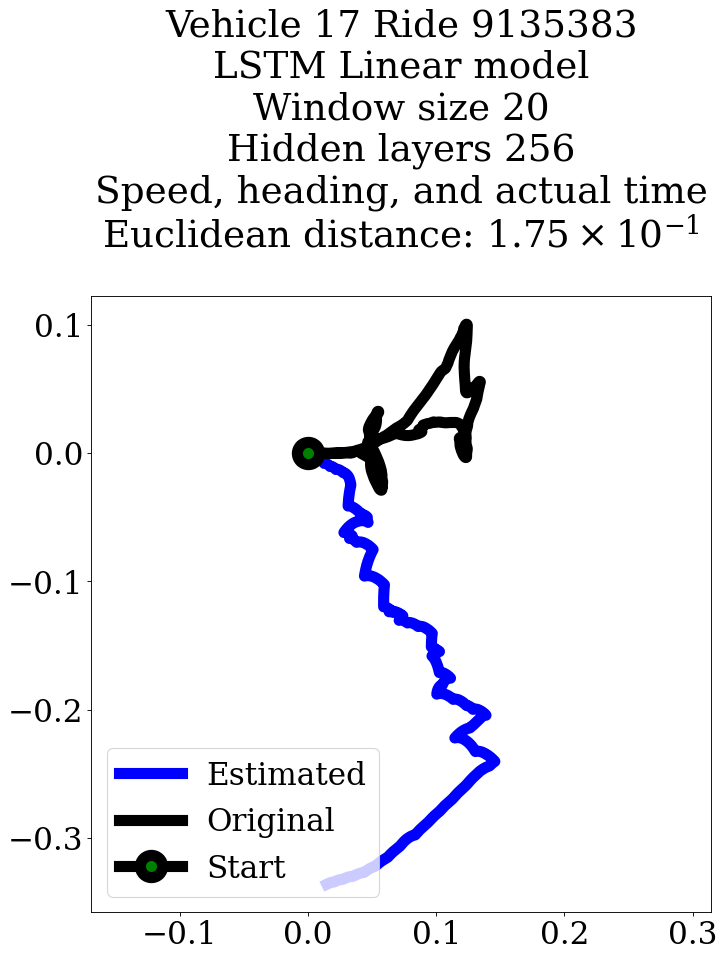 Vehicle 17 Ride 9135383
LSTM Linear model
Window size 20
Hidden layers 256
Speed, heading, and actual time
Euclidean distance: 1.75 × 10⁻¹
0.1
0.0
−0.1
−0.2
−0.3
Estimated
Original
Start
−0.1 0.0 0.1 0.2 0.3